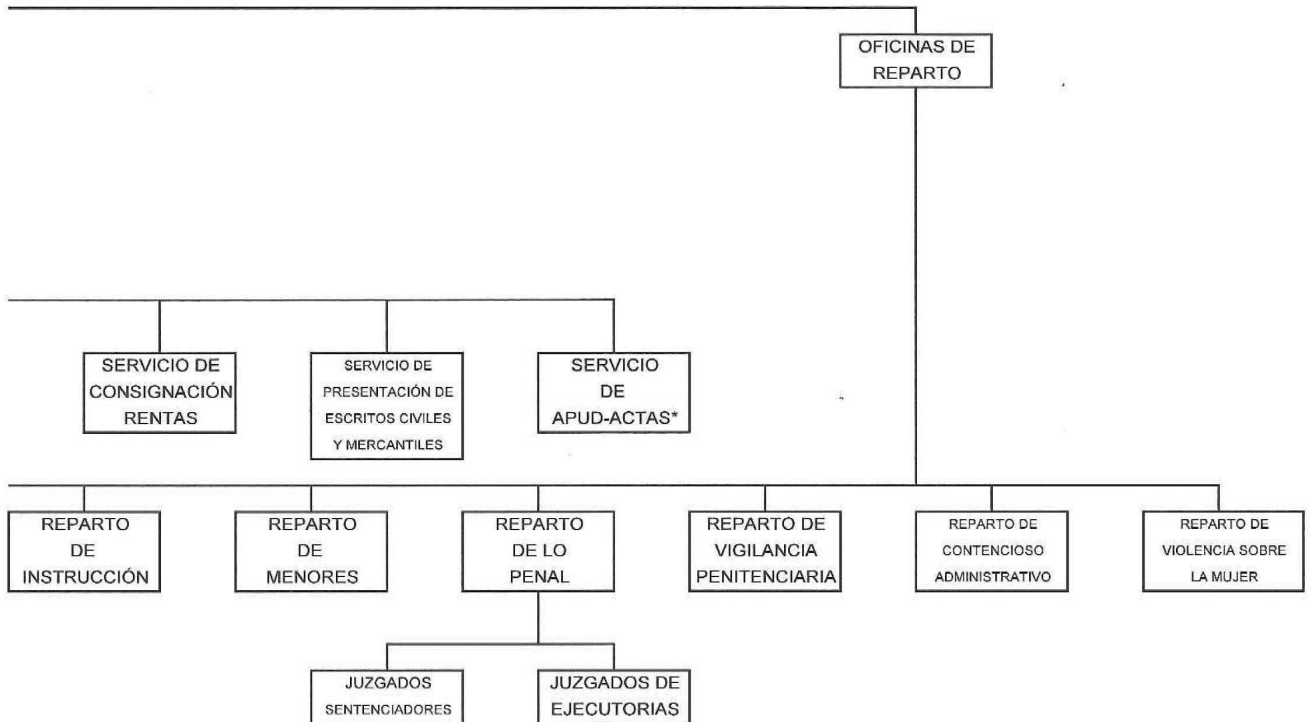 OFICINAS DE
REPARTO
SERVICIO DE
CONSIGNACIÓN
RENTAS
SERVICIO DE
PRESENTACIÓN DE
ESCRITOS CIVILES
Y MERCANTILES
SERVICIO
DE
APUD-ACTAS*
REPARTO
DE
INSTRUCCIÓN
REPARTO
DE
MENORES
REPARTO
DE LO
PENAL
REPARTO DE
VIGILANCIA
PENITENCIARIA
REPARTO DE
CONTENCIOSO
ADMINISTRATIVO
REPARTO DE
VIOLENCIA SOBRE
LA MUJER
JUZGADOS
SENTENCIADORES
JUZGADOS DE
EJECUTORIAS